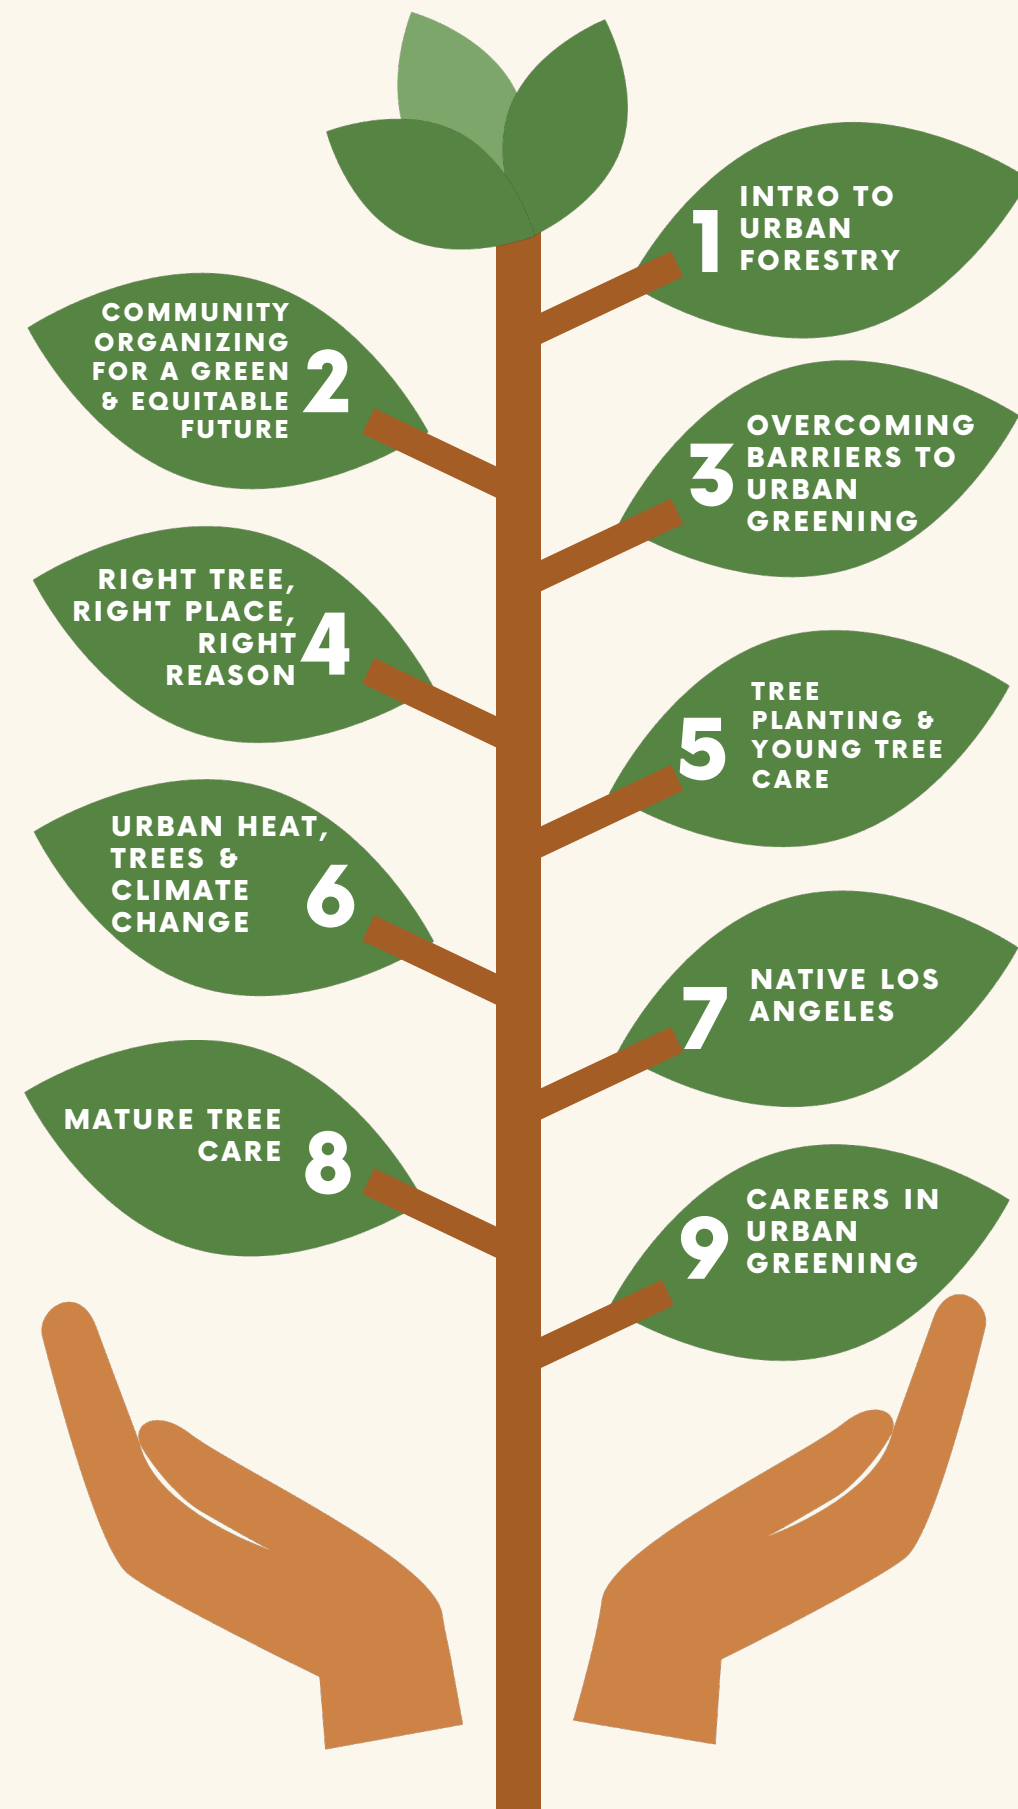 1
INTRO TO
URBAN
FORESTRY
COMMUNITY
ORGANIZING
FOR A GREEN
& EQUITABLE
FUTURE
2
3
OVERCOMING
BARRIERS TO
URBAN
GREENING
RIGHT TREE,
RIGHT PLACE,
RIGHT
REASON
4
5
TREE
PLANTING &
YOUNG TREE
CARE
URBAN HEAT,
TREES &
CLIMATE
CHANGE
6
7
NATIVE LOS
ANGELES
MATURE TREE
CARE
8
9
CAREERS IN
URBAN
GREENING